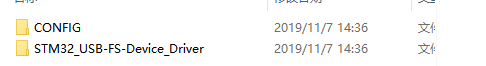 CONFIG 2019/11/7 14:36
STM32_USB-FS-Device_Driver 2019/11/7 14:36